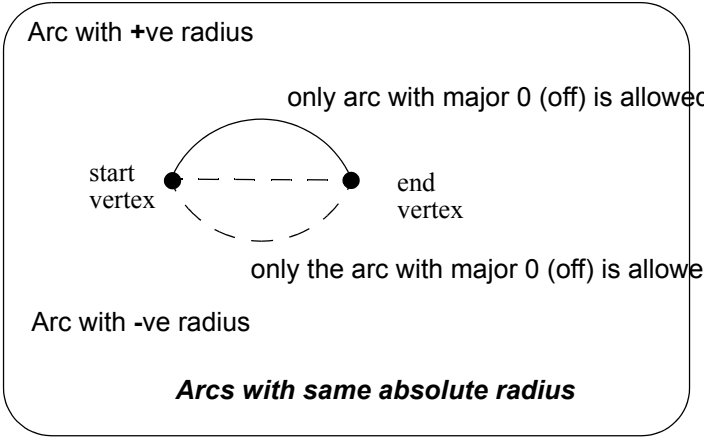 Arc with +ve radius
only arc with major 0 (off) is allowed
start
vertex
end
vertex
only the arc with major 0 (off) is allowe
Arc with -ve radius
Arcs with same absolute radius